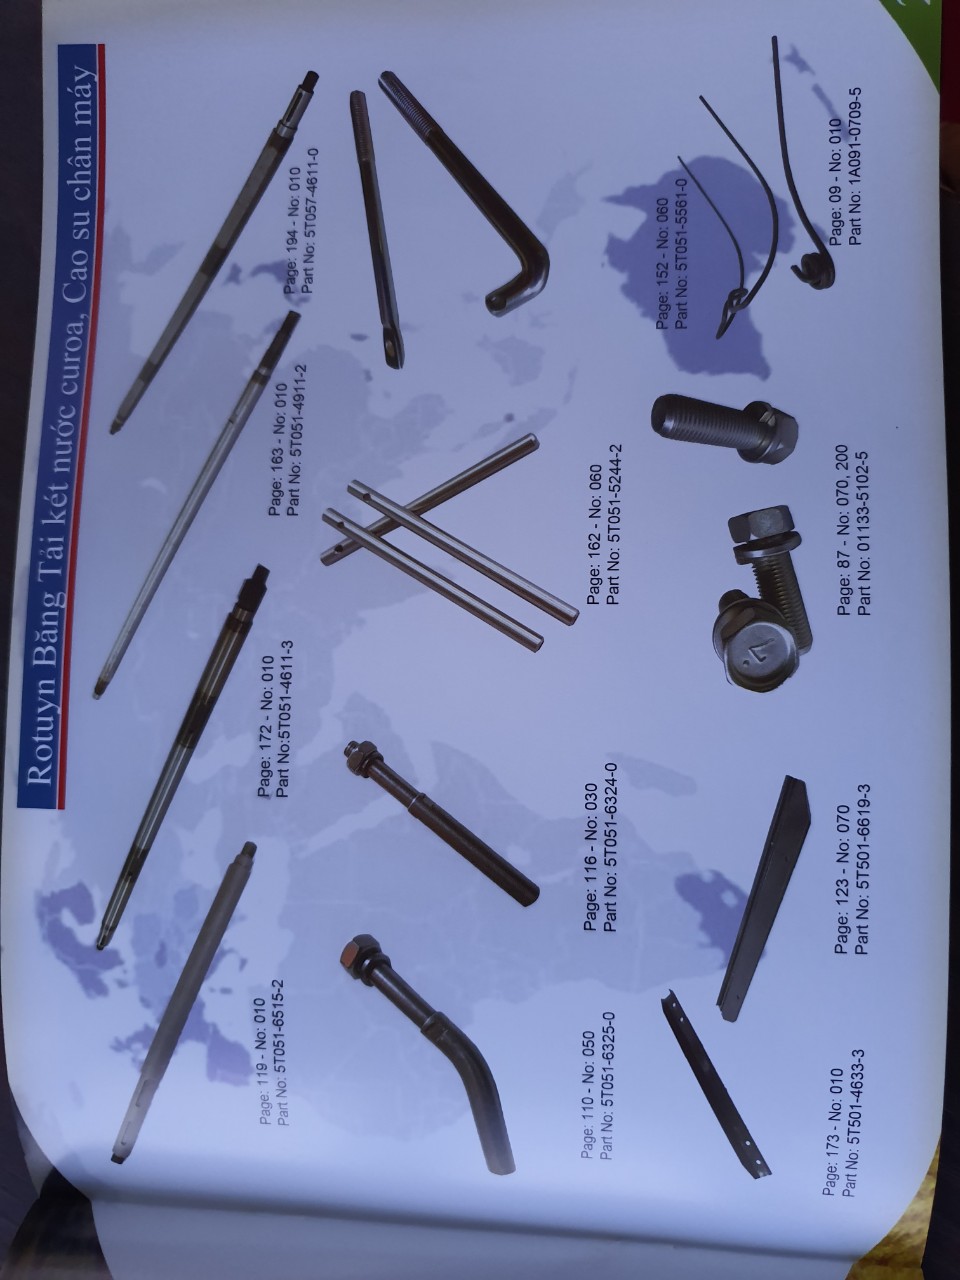 Rotuyn Băng Tải két nước curoa, Cao su chân máy
Page: 119 - No: 010
Part No: 5T051-6515-2
Page: 172 - No: 010
Part No:5T051-4611-3
Page: 163 - No: 010
Part No: 5T051-4911-2
Page: 194 - No: 010
Part No: 5T057-4611-0
Page: 110 - No: 050
Part No: 5T051-6325-0
Page: 116 - No: 030
Part No: 5T051-6324-0
Page: 162 - No: 060
Part No: 5T051-5244-2
Page: 152 - No: 060
Part No: 5T051-5561-0
Page: 173 - No: 010
Part No: 5T501-4633-3
Page: 123 - No: 070
Part No: 5T501-6619-3
Page: 87 - No: 070, 200
Part No: 01133-5102-5
Page: 09 - No: 010
Part No: 1A091-0709-5